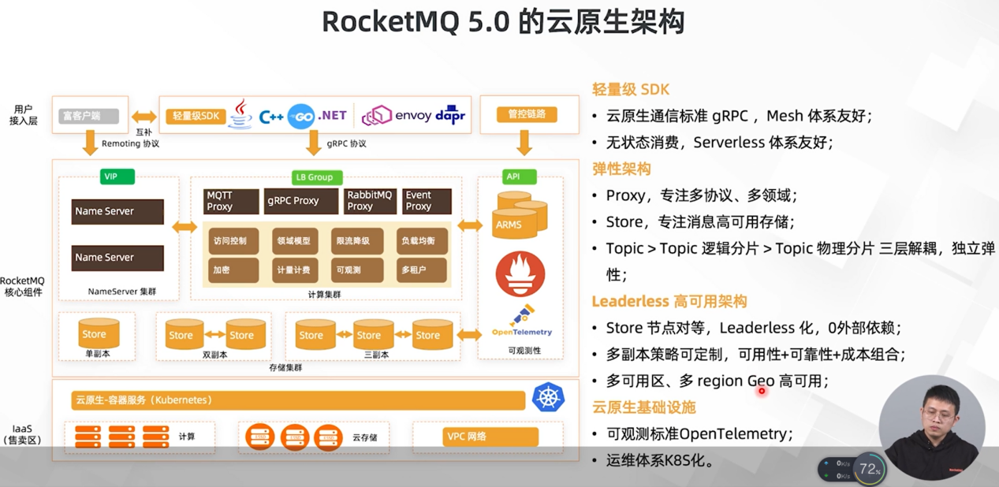 RocketMQ 5.0 的云原生架构
用户
接入层
富客户端
互补
轻量级SDK
C++
GO
.NET
envoy
dapr
管控链路
Remoting 协议
gRPC 协议
RocketMQ
核心组件
VIP
Name Server
Name Server
NameServer 集群
LB Group
MQTT
Proxy
gRPC Proxy
RabbitMQ
Proxy
Event
Proxy
访问控制
领域模型
限流降级
负载均衡
加密
计量计费
可观测
多租户
计算集群
API
ARMS
OpenTelemetry
可观测性
Store
单副本
Store
Store
双副本
Store
Store
Store
三副本
存储集群
IaaS
(售卖区)
云原生-容器服务（Kubernetes）
计算
云存储
VPC 网络
轻量级 SDK
• 云原生通信标准 gRPC ，Mesh 体系友好；
• 无状态消费，Serverless 体系友好；
弹性架构
• Proxy，专注多协议、多领域；
• Store，专注消息高可用存储；
• Topic > Topic 逻辑分片 > Topic 物理分片 三层解耦，独立弹
性；
Leaderless 高可用架构
• Store 节点对等，Leaderless 化，0外部依赖；
• 多副本策略可定制，可用性+可靠性+成本组合；
• 多可用区、多 region Geo 高可用；
云原生基础设施
• 可观测标准OpenTelemetry；
• 运维体系K8S化。
0K/s
0K/s
72%